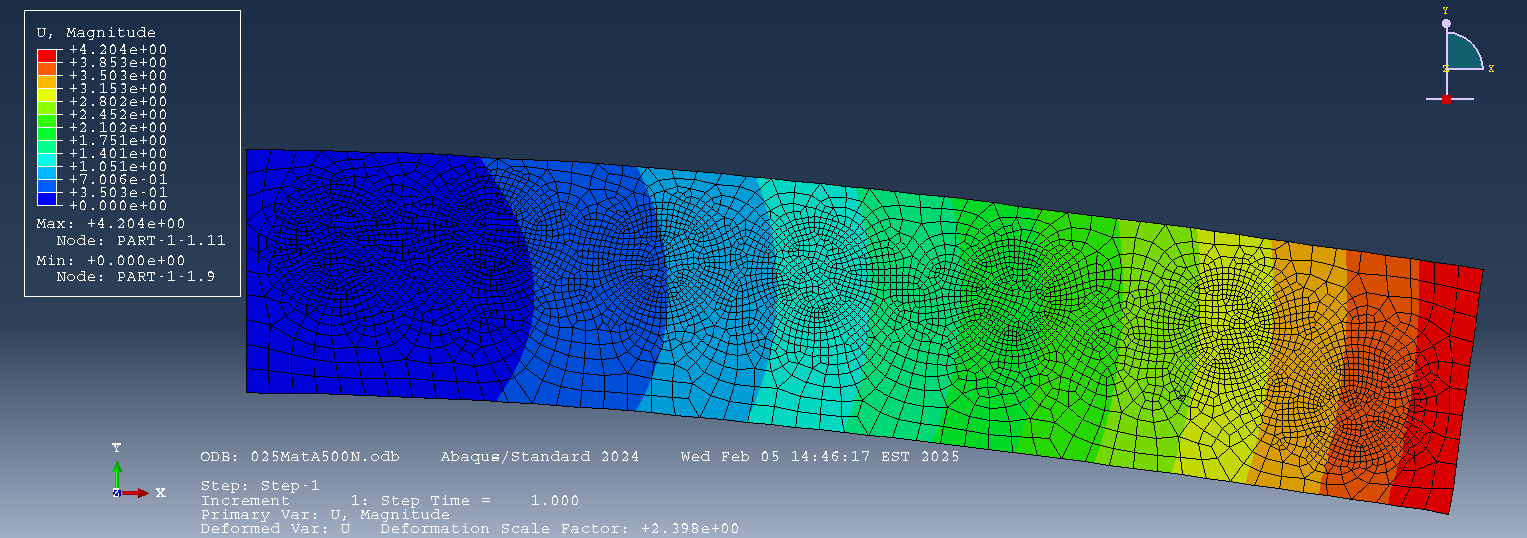 U, Magnitude
+4.204e+00
+3.853e+00
+3.503e+00
+3.153e+00
+2.802e+00
+2.452e+00
+2.102e+00
+1.751e+00
+1.401e+00
+1.051e+00
+7.006e-01
+3.503e-01
+0.000e+00
Max: +4.204e+00
Node: PART-1-1.11
Min: +0.000e+00
Node: PART-1-1.9
Y
Z X
Y
Z X
ODB: 025MatA500N.odb Abaqus/Standard 2024 Wed Feb 05 14:46:17 EST 2025
Step: Step-1
Increment 1: Step Time = 1.000
Primary Var: U, Magnitude
Deformed Var: U Deformation Scale Factor: +2.398e+00